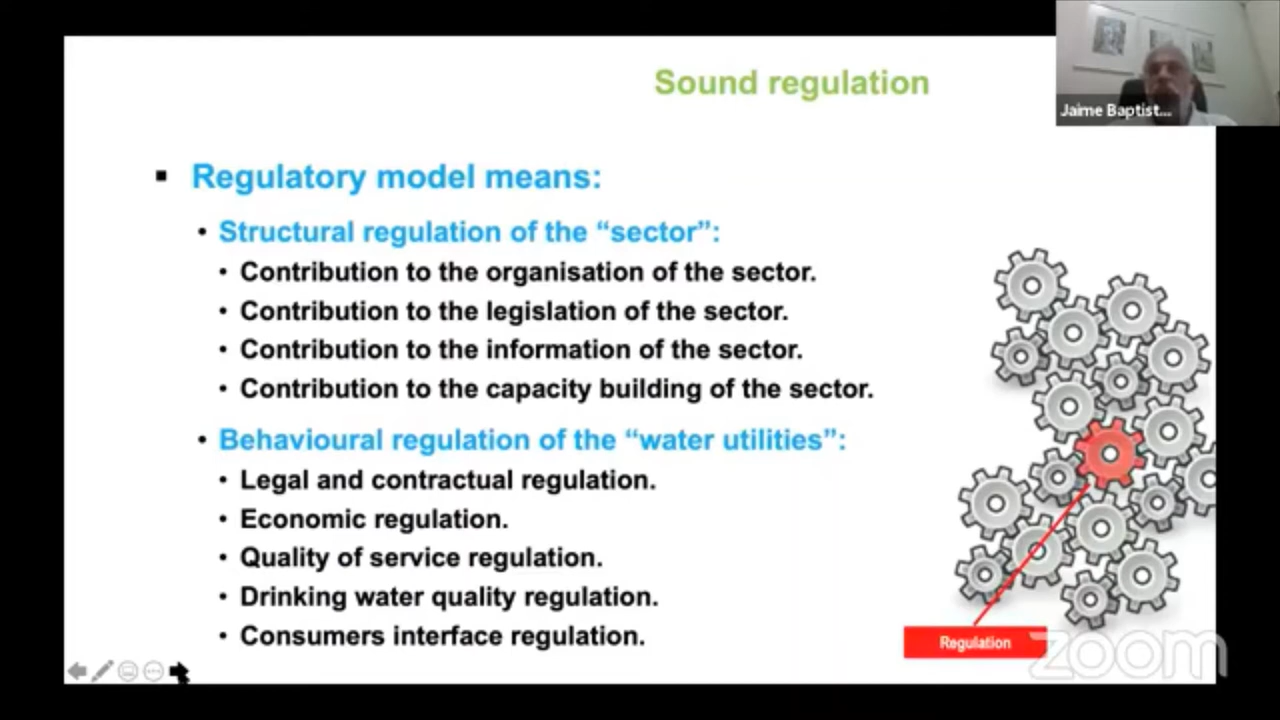 Sound regulation
Jaime Baptist...
Regulatory model means:
Structural regulation of the “sector”:
Contribution to the organisation of the sector.
Contribution to the legislation of the sector.
Contribution to the information of the sector.
Contribution to the capacity building of the sector.
Behavioural regulation of the “water utilities”:
Legal and contractual regulation.
Economic regulation.
Quality of service regulation.
Drinking water quality regulation.
Consumers interface regulation.
Regulation
zoom